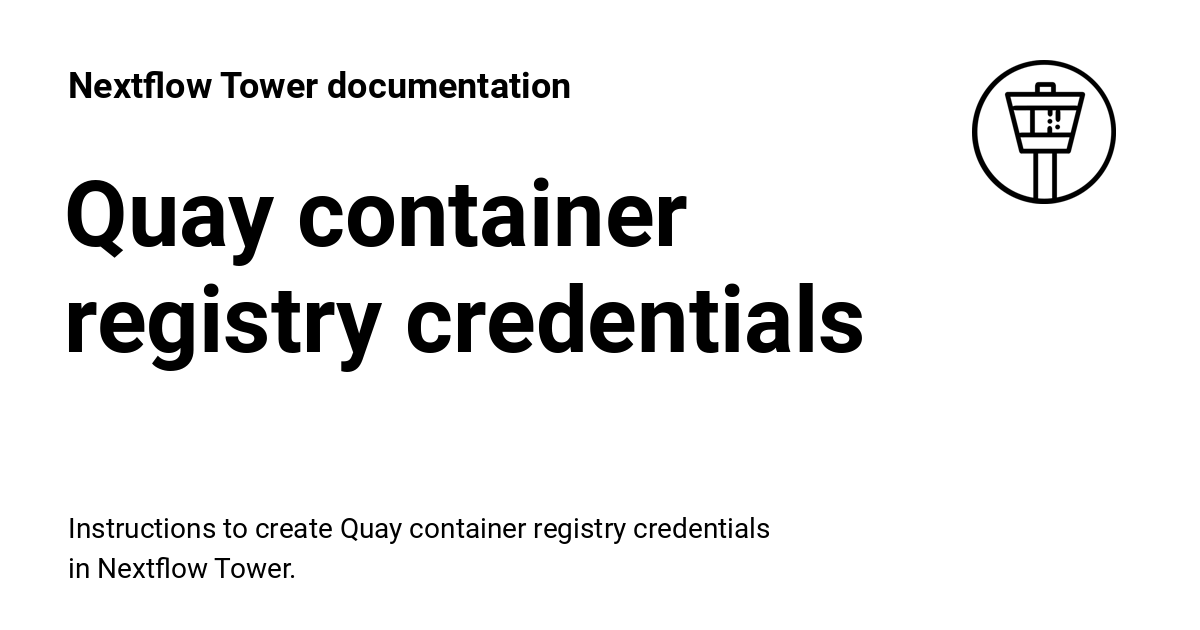 Nextflow Tower documentation
Quay container
registry credentials
Instructions to create Quay container registry credentials
in Nextflow Tower.